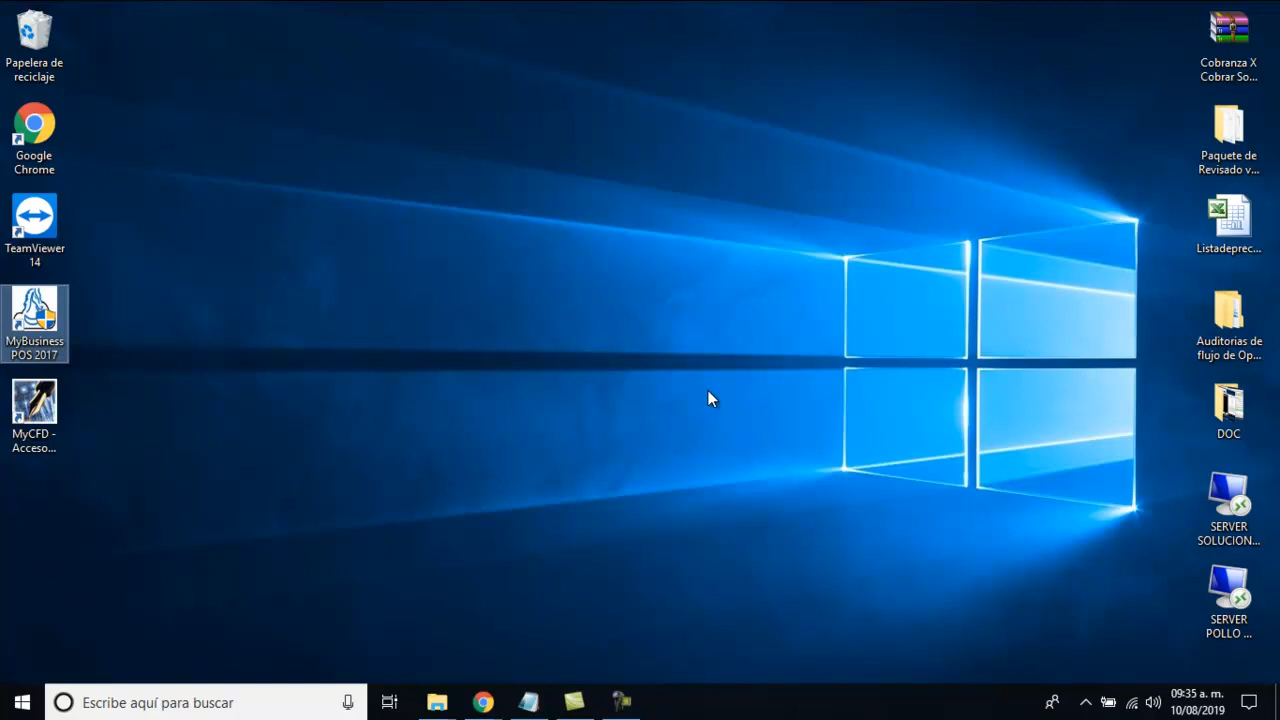 Papelera de
reciclaje
Google
Chrome
TeamViewer
14
MyBusiness
POS 2017
MyCFD -
Acceso...
Cobranza X
Cobrar So...
Paquete de
Revisado v...
Listadeprec...
Auditorias de
flujo de Op...
DOC
SERVER
SOLUCION...
SERVER
POLLO ...
Escribe aquí para buscar
09:35 a. m.
10/08/2019